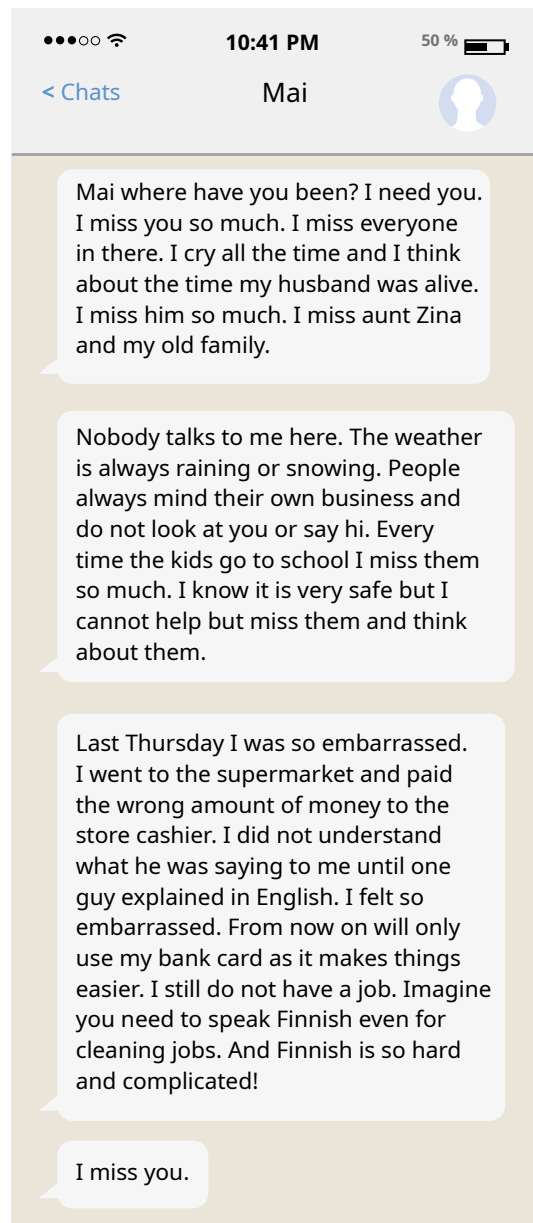 10:41 PM
50 %
< Chats
Mai
Mai where have you been? I need you.
I miss you so much. I miss everyone
in there. I cry all the time and I think
about the time my husband was alive.
I miss him so much. I miss aunt Zina
and my old family.
Nobody talks to me here. The weather
is always raining or snowing. People
always mind their own business and
do not look at you or say hi. Every
time the kids go to school I miss them
so much. I know it is very safe but I
cannot help but miss them and think
about them.
Last Thursday I was so embarrassed.
I went to the supermarket and paid
the wrong amount of money to the
store cashier. I did not understand
what he was saying to me until one
guy explained in English. I felt so
embarrassed. From now on will only
use my bank card as it makes things
easier. I still do not have a job. Imagine
you need to speak Finnish even for
cleaning jobs. And Finnish is so hard
and complicated!
I miss you.